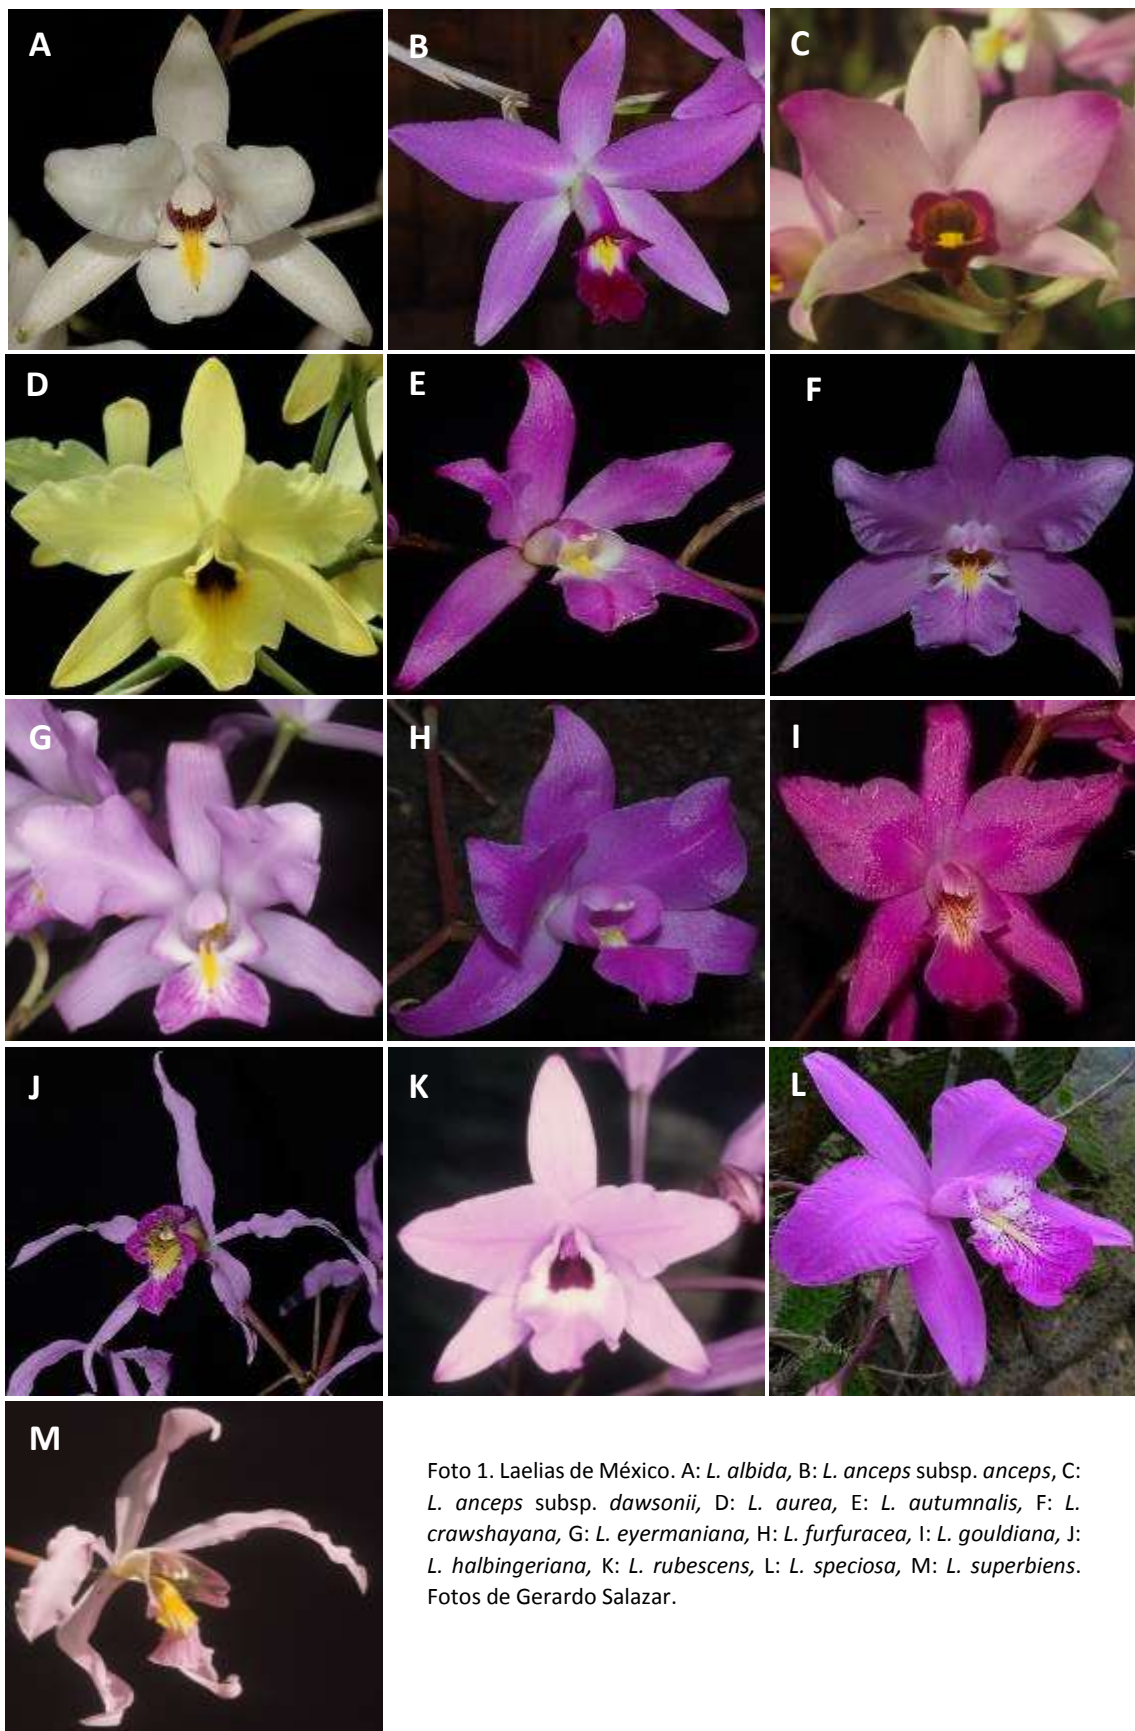 A
B
C
D
E
F
G
H
I
J
K
L
M
Foto 1. Laelias de México. A: L. albida, B: L. anceps subsp. anceps, C:
L. anceps subsp. dawsonii, D: L. aurea, E: L. autumnalis, F: L.
crawshayana, G: L. eyermaniana, H: L. furfuracea, I: L. gouldiana, J:
L. halbingeriana, K: L. rubescens, L: L. speciosa, M: L. superbiens.
Fotos de Gerardo Salazar.